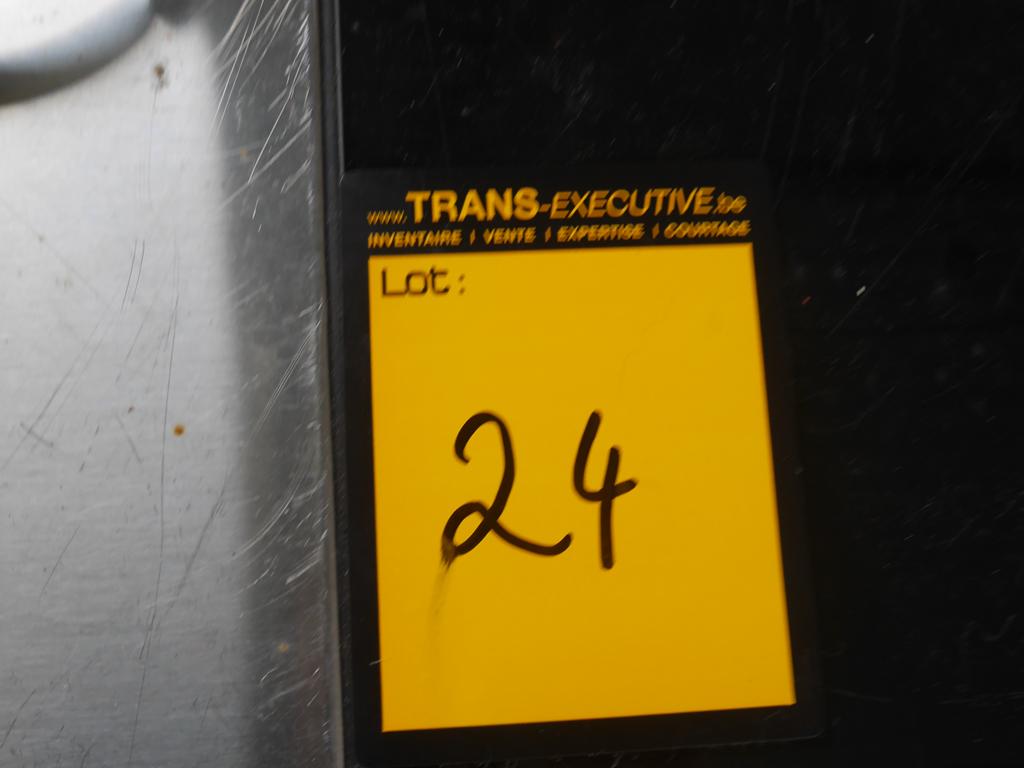 www.TRANS-EXECUTIVE.be
INVENTAIRE I VENTE I EXPERTISE I COURTAGE
Lot:
24